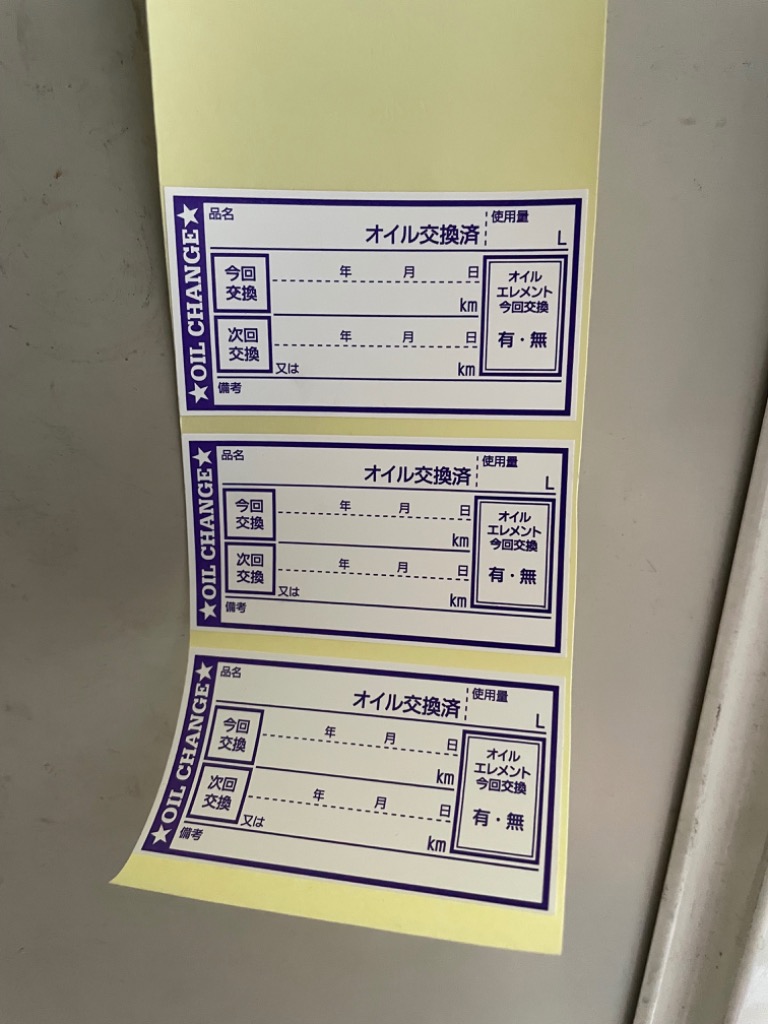 ★OIL CHANGE★
品名
オイル交換済
使用量
L
今回
交換
年 月 日
km
次回
交換
年 月 日
又は km
オイル
エレメント
今回交換
有・無
備考
★OIL CHANGE★
品名
オイル交換済
使用量
L
今回
交換
年 月 日
km
次回
交換
年 月 日
又は km
オイル
エレメント
今回交換
有・無
備考
★OIL CHANGE★
品名
オイル交換済
使用量
L
今回
交換
年 月 日
km
次回
交換
年 月 日
又は km
オイル
エレメント
今回交換
有・無
備考